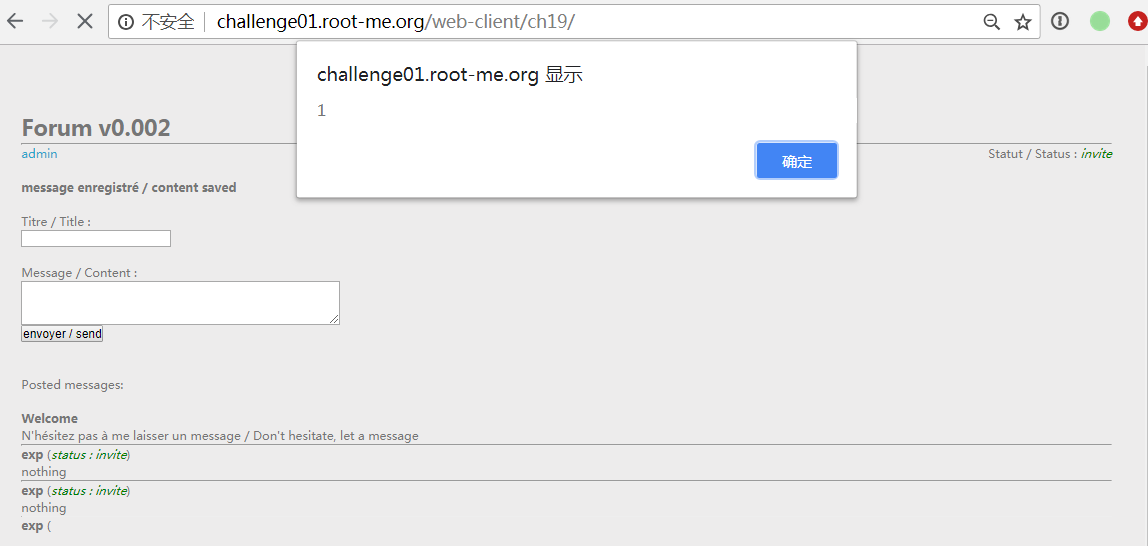 不安全 challenge01.root-me.org/web-client/ch19/
challenge01.root-me.org 显示
1
确定
Forum v0.002
admin
Statut / Status : invite
message enregistré / content saved
Titre / Title :
Message / Content :
envoyer / send
Posted messages:
Welcome
N'hésitez pas à me laisser un message / Don't hesitate, let a message
exp (status : invite)
nothing
exp (status : invite)
nothing
exp (